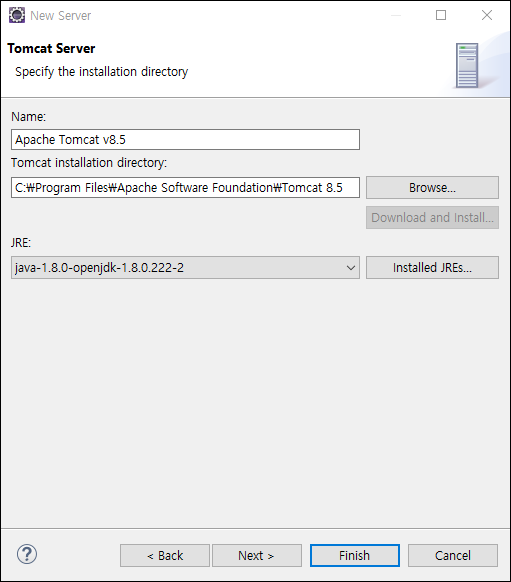 New Server
Tomcat Server
Specify the installation directory
Name:
Apache Tomcat v8.5
Tomcat installation directory:
C:₩Program Files₩Apache Software Foundation₩Tomcat 8.5
Browse...
Download and Install...
JRE:
java-1.8.0-openjdk-1.8.0.222-2
Installed JREs...
?
< Back
Next >
Finish
Cancel